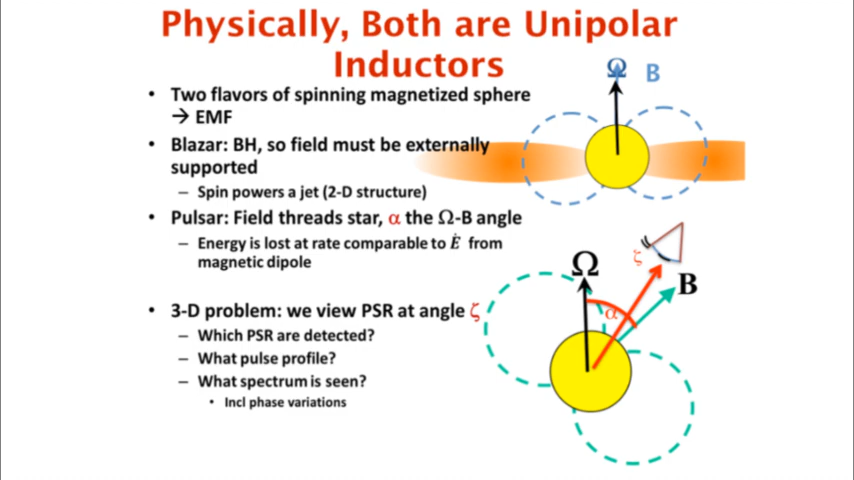 Physically, Both are Unipolar
Inductors
• Two flavors of spinning magnetized sphere
→ EMF
• Blazar: BH, so field must be externally
supported
– Spin powers a jet (2-D structure)
• Pulsar: Field threads star, α the Ω-B angle
– Energy is lost at rate comparable to Ė from
magnetic dipole
• 3-D problem: we view PSR at angle ζ
– Which PSR are detected?
– What pulse profile?
– What spectrum is seen?
• Incl phase variations
Ω B
Ω
ζ
B
α